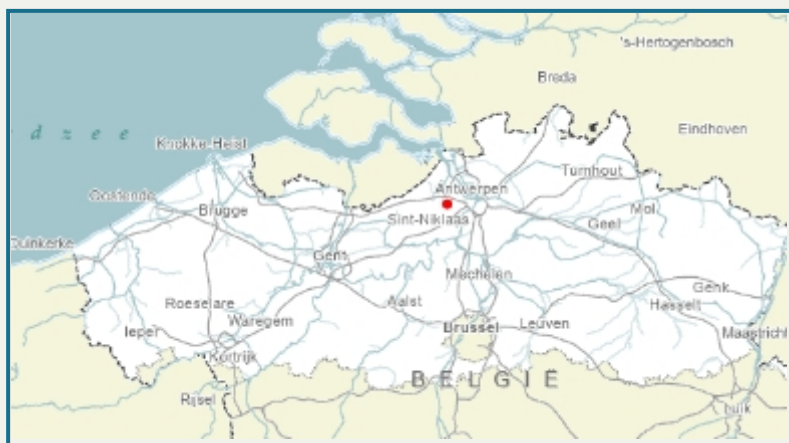 's-Hertogenbosch
Breda
Eindhoven
d z e e
Knokke-Heist
Turnhout
Antwerpen
Oostende
Brugge
Mol
Sint-Niklaas
Geel
Duinkerke
Gent
Mechelen
Genk
Roeselare
Aalst
Hasselt
Waregem
Ieper
Brussel
Leuven
Maastricht
Kortrijk
BELGIË
Rijsel
Luik